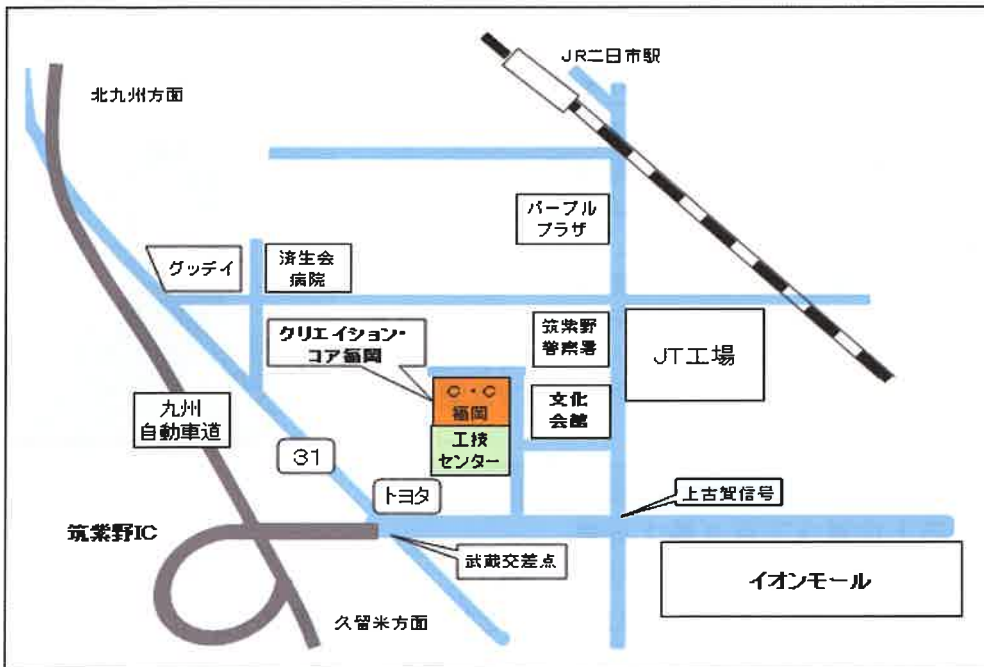 JR二日市駅
北九州方面
パープル
プラザ
グッデイ
済生会
病院
クリエイション・
コア福岡
筑紫野
警察署
JT工場
C・C
福岡
文化
会館
九州
自動車道
工技
センター
31
トヨタ
上古賀信号
筑紫野IC
武蔵交差点
イオンモール
久留米方面